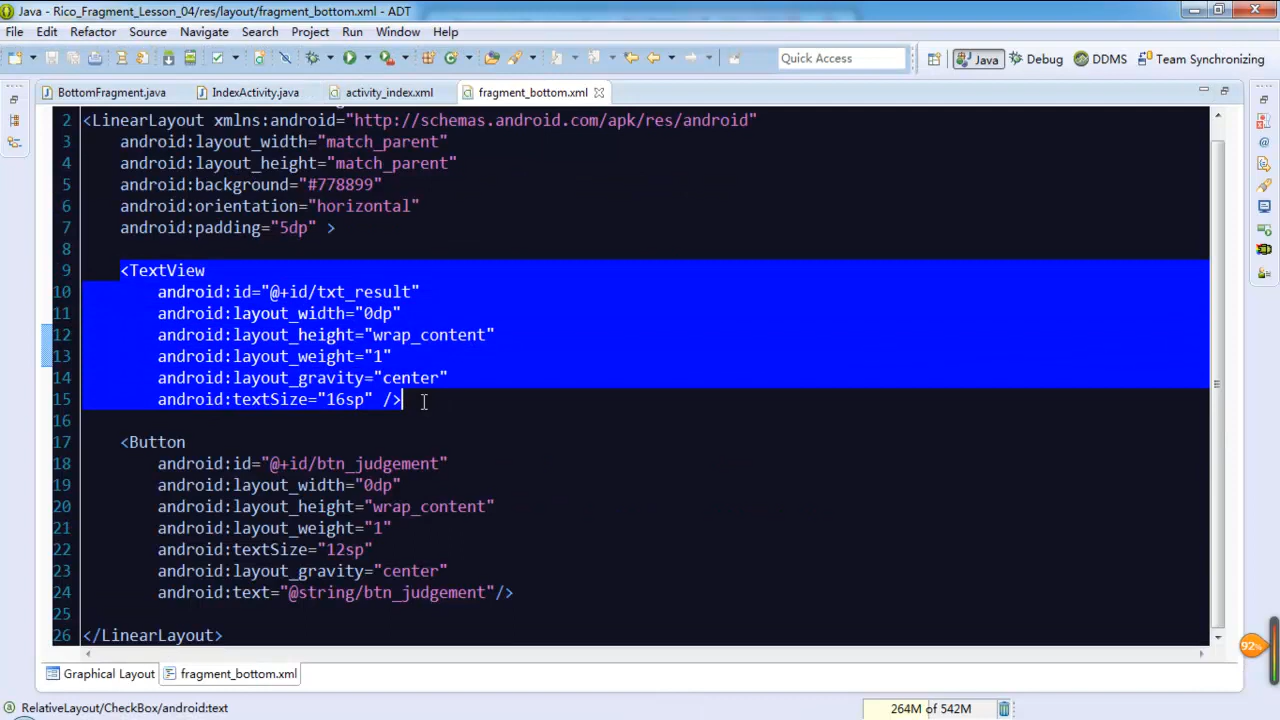 Java - Rico_Fragment_Lesson_04/res/layout/fragment_bottom.xml - ADT
File Edit Refactor Source Navigate Search Project Run Window Help
Quick Access Java Debug DDMS Team Synchronizing
BottomFragment.java IndexActivity.java activity_index.xml fragment_bottom.xml
2 <LinearLayout xmlns:android="http://schemas.android.com/apk/res/android"
3 android:layout_width="match_parent"
4 android:layout_height="match_parent"
5 android:background="#778899"
6 android:orientation="horizontal"
7 android:padding="5dp" >
8
9 <TextView
10 android:id="@+id/txt_result"
11 android:layout_width="0dp"
12 android:layout_height="wrap_content"
13 android:layout_weight="1"
14 android:layout_gravity="center"
15 android:textSize="16sp" />
16
17 <Button
18 android:id="@+id/btn_judgement"
19 android:layout_width="0dp"
20 android:layout_height="wrap_content"
21 android:layout_weight="1"
22 android:textSize="12sp"
23 android:layout_gravity="center"
24 android:text="@string/btn_judgement"/>
25
26 </LinearLayout>
92%
Graphical Layout fragment_bottom.xml
RelativeLayout/CheckBox/android:text 264M of 542M